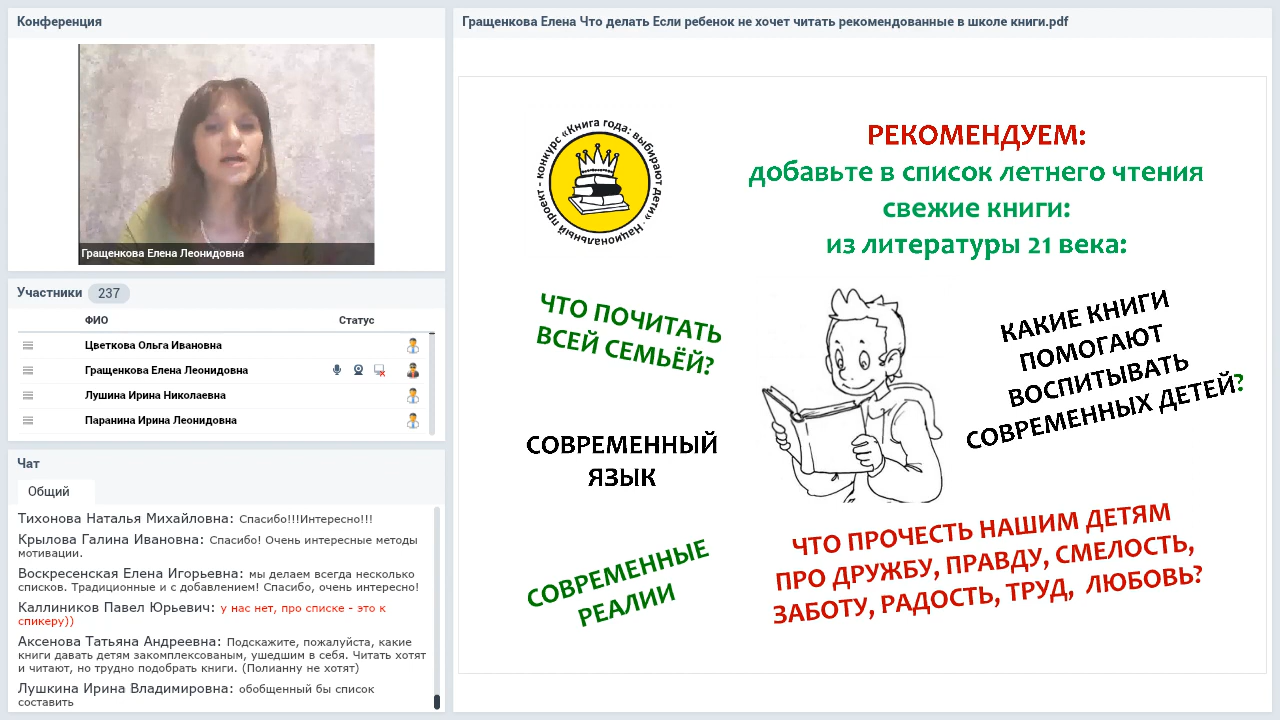 Конференция
Гращенкова Елена Леонидовна
Участники 237
ФИО Статус
Цветкова Ольга Ивановна
Гращенкова Елена Леонидовна
Лушина Ирина Николаевна
Паранина Ирина Леонидовна
Чат
Общий
Тихонова Наталья Михайловна: Спасибо!!!Интересно!!!
Крылова Галина Ивановна: Спасибо! Очень интересные методы
мотивации.
Воскресенская Елена Игорьевна: мы делаем всегда несколько
списков. Традиционные и с добавлением! Спасибо, очень интересно!
Каллиников Павел Юрьевич: у нас нет, про списке - это к
спикеру))
Аксенова Татьяна Андреевна: Подскажите, пожалуйста, какие
книги давать детям закомплексованым, ушедшим в себя. Читать хотят
и читают, но трудно подобрать книги. (Полианну не хотят)
Лушкина Ирина Владимировна: обобщенный бы список
составить
Гращенкова Елена Что делать Если ребенок не хочет читать рекомендованные в школе книги.pdf
Национальный проект - конкурс «Книга года: выбирают дети».
РЕКОМЕНДУЕМ:
добавьте в список летнего чтения
свежие книги:
из литературы 21 века:
ЧТО ПОЧИТАТЬ
ВСЕЙ СЕМЬЁЙ?
КАКИЕ КНИГИ
ПОМОГАЮТ
ВОСПИТЫВАТЬ
СОВРЕМЕННЫХ ДЕТЕЙ?
СОВРЕМЕННЫЙ
ЯЗЫК
СОВРЕМЕННЫЕ
РЕАЛИИ
ЧТО ПРОЧЕСТЬ НАШИМ ДЕТЯМ
ПРО ДРУЖБУ, ПРАВДУ, СМЕЛОСТЬ,
ЗАБОТУ, РАДОСТЬ, ТРУД, ЛЮБОВЬ?